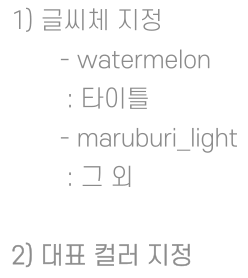 1) 글씨체 지정
- watermelon
: 타이틀
- maruburi_light
: 그 외
2) 대표 컬러 지정